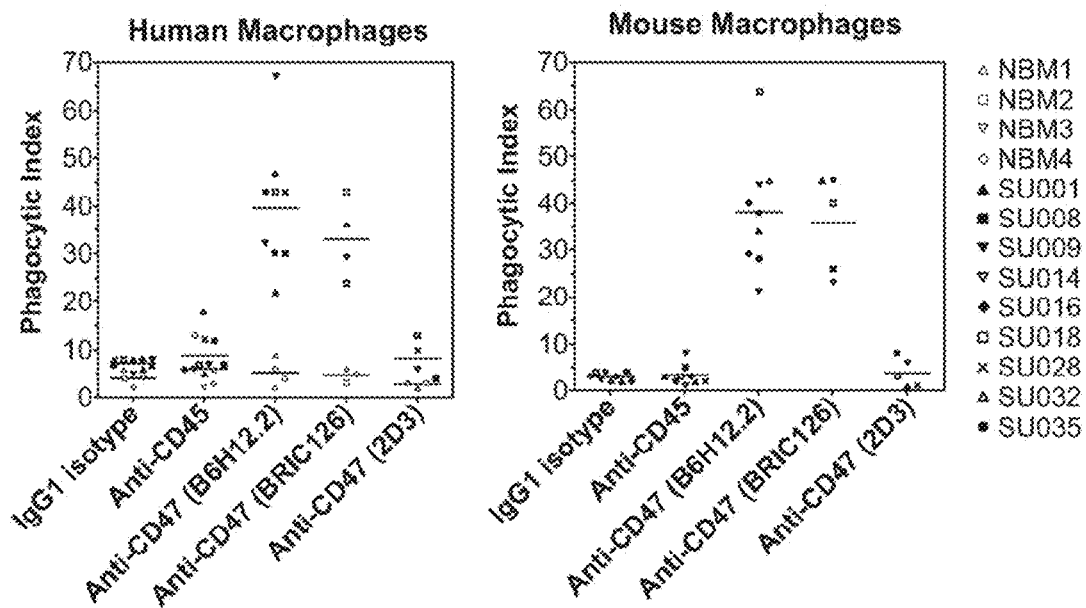 Human Macrophages
Mouse Macrophages
Phagocytic Index
70
60
50
40
30
20
10
0
IgG1 isotype
Anti-CD45
Anti-CD47 (B6H12.2)
Anti-CD47 (BRIC126)
Anti-CD47 (2D3)
Phagocytic Index
70
60
50
40
30
20
10
0
IgG1 isotype
Anti-CD45
Anti-CD47 (B6H12.2)
Anti-CD47 (BRIC126)
Anti-CD47 (2D3)
NBM1
NBM2
NBM3
NBM4
SU001
SU008
SU009
SU014
SU016
SU018
SU028
SU032
SU035